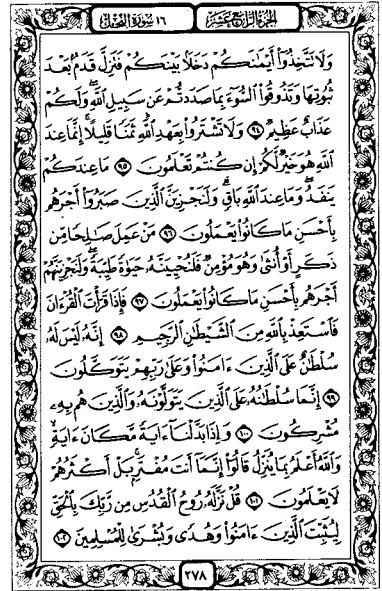 الجزء الرابع عشر
١٦ سورة النحل
وَلَا تَتَّخِذُوٓا۟ أَيْمَٰنَكُمْ دَخَلًۢا بَيْنَكُمْ فَتَزِلَّ قَدَمٌۢ بَعْدَ
ثُبُوتِهَا وَتَذُوقُوا۟ ٱلسُّوٓءَ بِمَا صَدَدتُّمْ عَن سَبِيلِ ٱللَّهِ ۖ وَلَكُمْ
عَذَابٌ عَظِيمٌ ٩٤ وَلَا تَشْتَرُوا۟ بِعَهْدِ ٱللَّهِ ثَمَنًا قَلِيلًا ۚ إِنَّمَا عِندَ
ٱللَّهِ هُوَ خَيْرٌ لَّكُمْ إِن كُنتُمْ تَعْلَمُونَ ٩٥ مَا عِندَكُمْ
يَنفَدُ ۖ وَمَا عِندَ ٱللَّهِ بَاقٍ ۗ وَلَنَجْزِيَنَّ ٱلَّذِينَ صَبَرُوٓا۟ أَجْرَهُم
بِأَحْسَنِ مَا كَانُوا۟ يَعْمَلُونَ ٩٦ مَنْ عَمِلَ صَٰلِحًا مِّن
ذَكَرٍ أَوْ أُنثَىٰ وَهُوَ مُؤْمِنٌ فَلَنُحْيِيَنَّهُۥ حَيَوٰةً طَيِّبَةً ۖ وَلَنَجْزِيَنَّهُمْ
أَجْرَهُم بِأَحْسَنِ مَا كَانُوا۟ يَعْمَلُونَ ٩٧ فَإِذَا قَرَأْتَ ٱلْقُرْءَانَ
فَٱسْتَعِذْ بِٱللَّهِ مِنَ ٱلشَّيْطَٰنِ ٱلرَّجِيمِ ٩٨ إِنَّهُۥ لَيْسَ لَهُۥ
سُلْطَٰنٌ عَلَى ٱلَّذِينَ ءَامَنُوا۟ وَعَلَىٰ رَبِّهِمْ يَتَوَكَّلُونَ
٩٩ إِنَّمَا سُلْطَٰنُهُۥ عَلَى ٱلَّذِينَ يَتَوَلَّوْنَهُۥ وَٱلَّذِينَ هُم بِهِۦ
مُشْرِكُونَ ١٠٠ وَإِذَا بَدَّلْنَآ ءَايَةً مَّكَانَ ءَايَةٍ ۙ
وَٱللَّهُ أَعْلَمُ بِمَا يُنَزِّلُ قَالُوٓا۟ إِنَّمَآ أَنتَ مُفْتَرٍۭ ۚ بَلْ أَكْثَرُهُمْ
لَا يَعْلَمُونَ ١٠١ قُلْ نَزَّلَهُۥ رُوحُ ٱلْقُدُسِ مِن رَّبِّكَ بِٱلْحَقِّ
لِيُثَبِّتَ ٱلَّذِينَ ءَامَنُوا۟ وَهُدًى وَبُشْرَىٰ لِلْمُسْلِمِينَ ١٠٢
٢٧٨